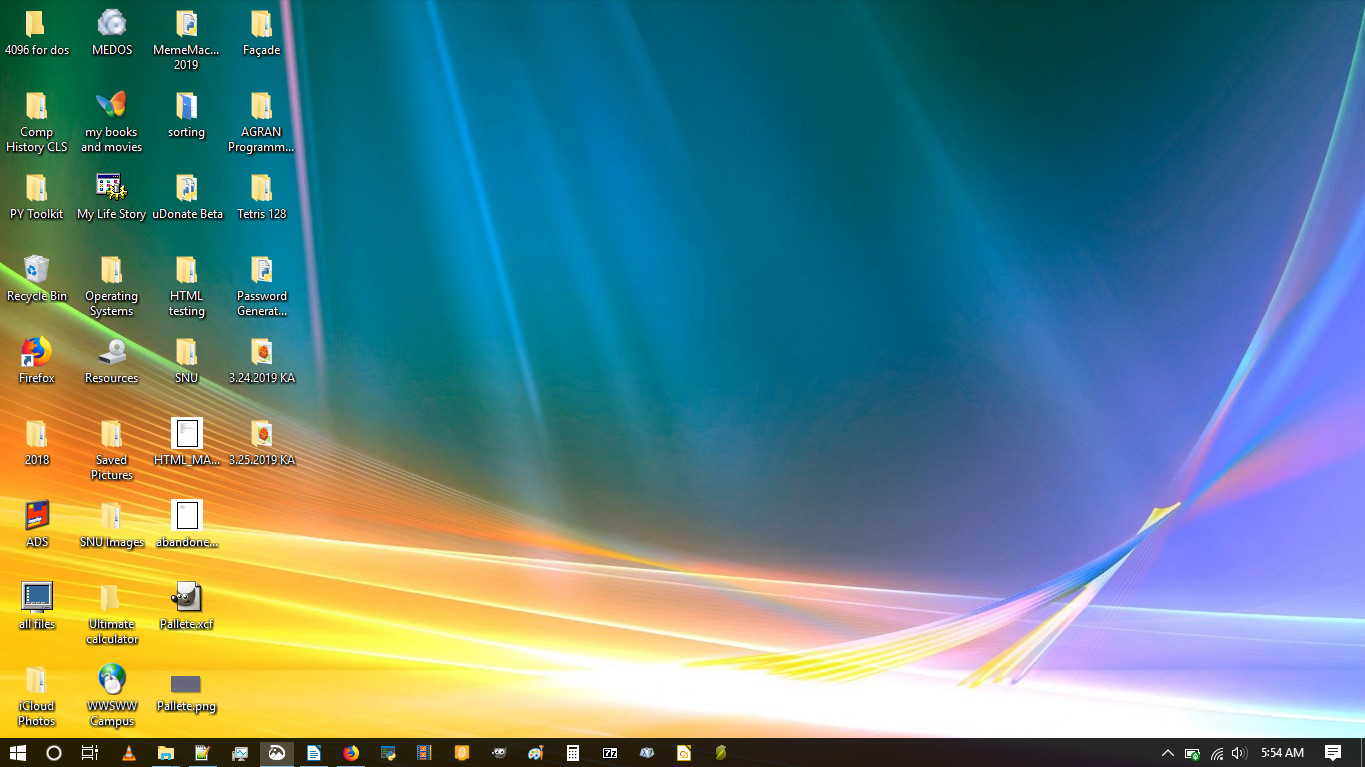 4096 for dos
MEDOS
MemeMac...
2019
Façade
Comp
History CLS
my books
and movies
sorting
AGRAN
Programm...
PY Toolkit
My Life Story
uDonate Beta
Tetris 128
Recycle Bin
Operating
Systems
HTML
testing
Password
Generat...
Firefox
Resources
SNU
3.24.2019 KA
2018
Saved
Pictures
HTML_MA...
3.25.2019 KA
ADS
SNU Images
abandone...
all files
Ultimate
calculator
Pallete.xcf
iCloud
Photos
WWSWW
Campus
Pallete.png
7z
5:54 AM